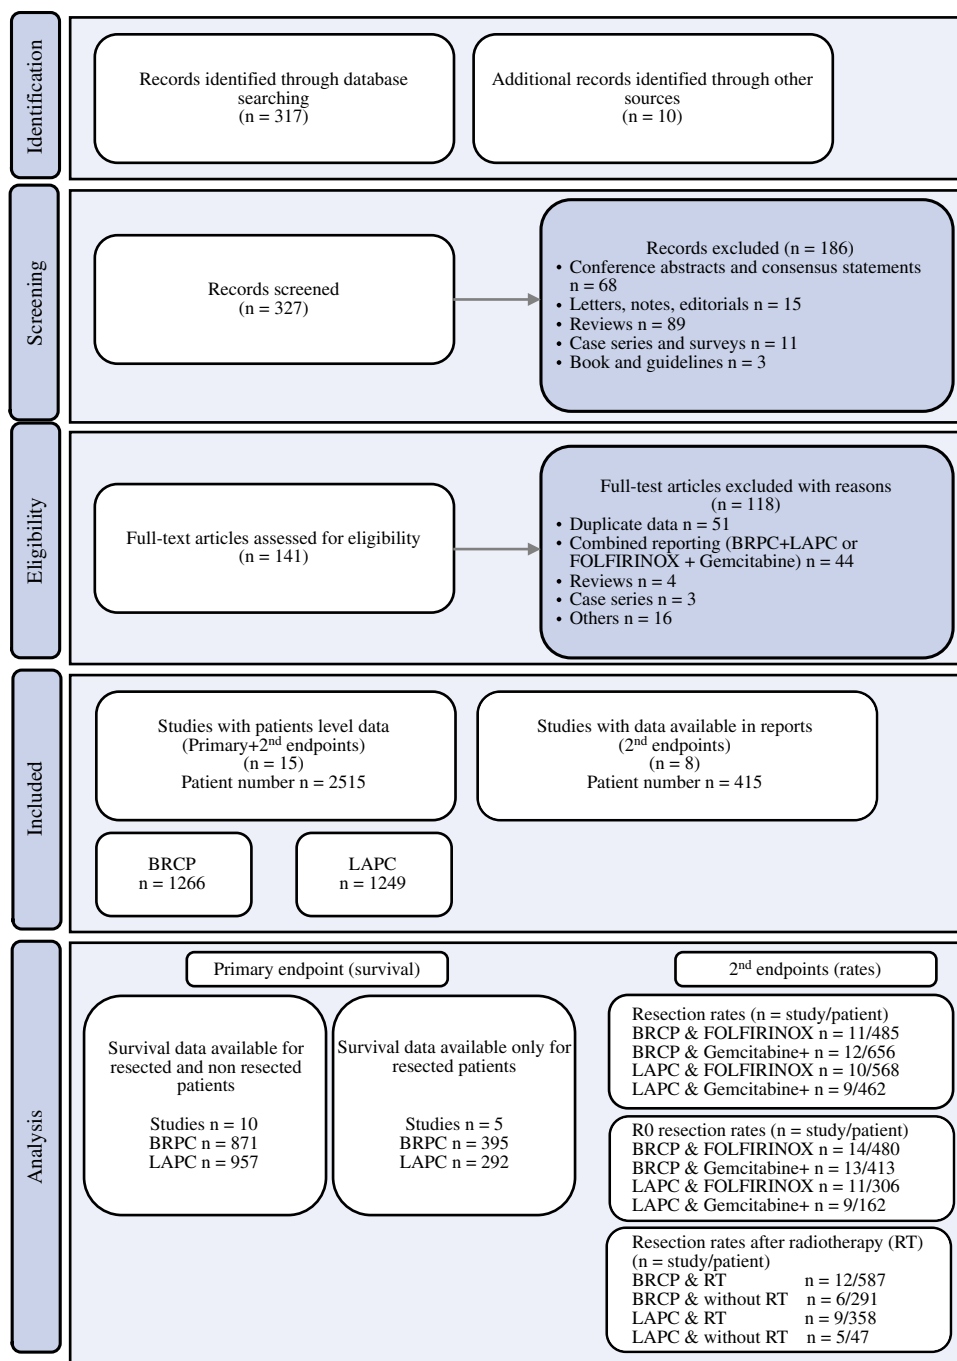 Identification
Records identified through database
searching
(n = 317)
Additional records identified through other
sources
(n = 10)
Screening
Records screened
(n = 327)
Records excluded (n = 186)
• Conference abstracts and consensus statements
n = 68
• Letters, notes, editorials n = 15
• Reviews n = 89
• Case series and surveys n = 11
• Book and guidelines n = 3
Eligibility
Full-text articles assessed for eligibility
(n = 141)
Full-test articles excluded with reasons
(n = 118)
• Duplicate data n = 51
• Combined reporting (BRPC+LAPC or
FOLFIRINOX + Gemcitabine) n = 44
• Reviews n = 4
• Case series n = 3
• Others n = 16
Included
Studies with patients level data
(Primary+2nd endpoints)
(n = 15)
Patient number n = 2515
Studies with data available in reports
(2nd endpoints)
(n = 8)
Patient number n = 415
BRCP
n = 1266
LAPC
n = 1249
Analysis
Primary endpoint (survival)
Survival data available for
resected and non resected
patients
Studies n = 10
BRPC n = 871
LAPC n = 957
Survival data available only for
resected patients
Studies n = 5
BRPC n = 395
LAPC n = 292
2nd endpoints (rates)
Resection rates (n = study/patient)
BRCP & FOLFIRINOX n = 11/485
BRCP & Gemcitabine+ n = 12/656
LAPC & FOLFIRINOX n = 10/568
LAPC & Gemcitabine+ n = 9/462
R0 resection rates (n = study/patient)
BRCP & FOLFIRINOX n = 14/480
BRCP & Gemcitabine+ n = 13/413
LAPC & FOLFIRINOX n = 11/306
LAPC & Gemcitabine+ n = 9/162
Resection rates after radiotherapy (RT)
(n = study/patient)
BRCP & RT n = 12/587
BRCP & without RT n = 6/291
LAPC & RT n = 9/358
LAPC & without RT n = 5/47